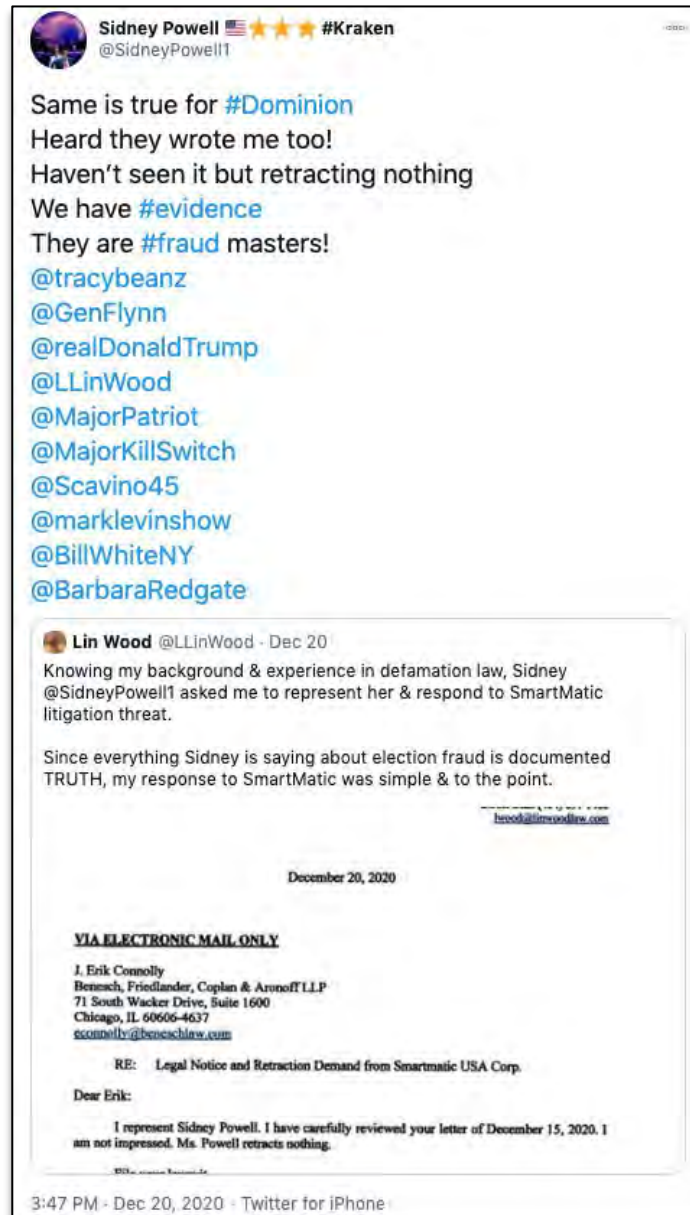 Sidney Powell 🇺🇸⭐⭐⭐ #Kraken
@SidneyPowell1
Same is true for #Dominion
Heard they wrote me too!
Haven't seen it but retracting nothing
We have #evidence
They are #fraud masters!
@tracybeanz
@GenFlynn
@realDonaldTrump
@LLinWood
@MajorPatriot
@MajorKillSwitch
@Scavino45
@marklevinshow
@BillWhiteNY
@BarbaraRedgate
Lin Wood @LLinWood · Dec 20
Knowing my background & experience in defamation law, Sidney
@SidneyPowell1 asked me to represent her & respond to SmartMatic
litigation threat.
Since everything Sidney is saying about election fraud is documented
TRUTH, my response to SmartMatic was simple & to the point.
lwood@linwoodlaw.com
December 20, 2020
VIA ELECTRONIC MAIL ONLY
J. Erik Connolly
Benesch, Friedlander, Coplan & Aronoff LLP
71 South Wacker Drive, Suite 1600
Chicago, IL 60606-4637
econnolly@beneschlaw.com
RE: Legal Notice and Retraction Demand from Smartmatic USA Corp.
Dear Erik:
I represent Sidney Powell. I have carefully reviewed your letter of December 15, 2020. I
am not impressed. Ms. Powell retracts nothing.
3:47 PM · Dec 20, 2020 · Twitter for iPhone